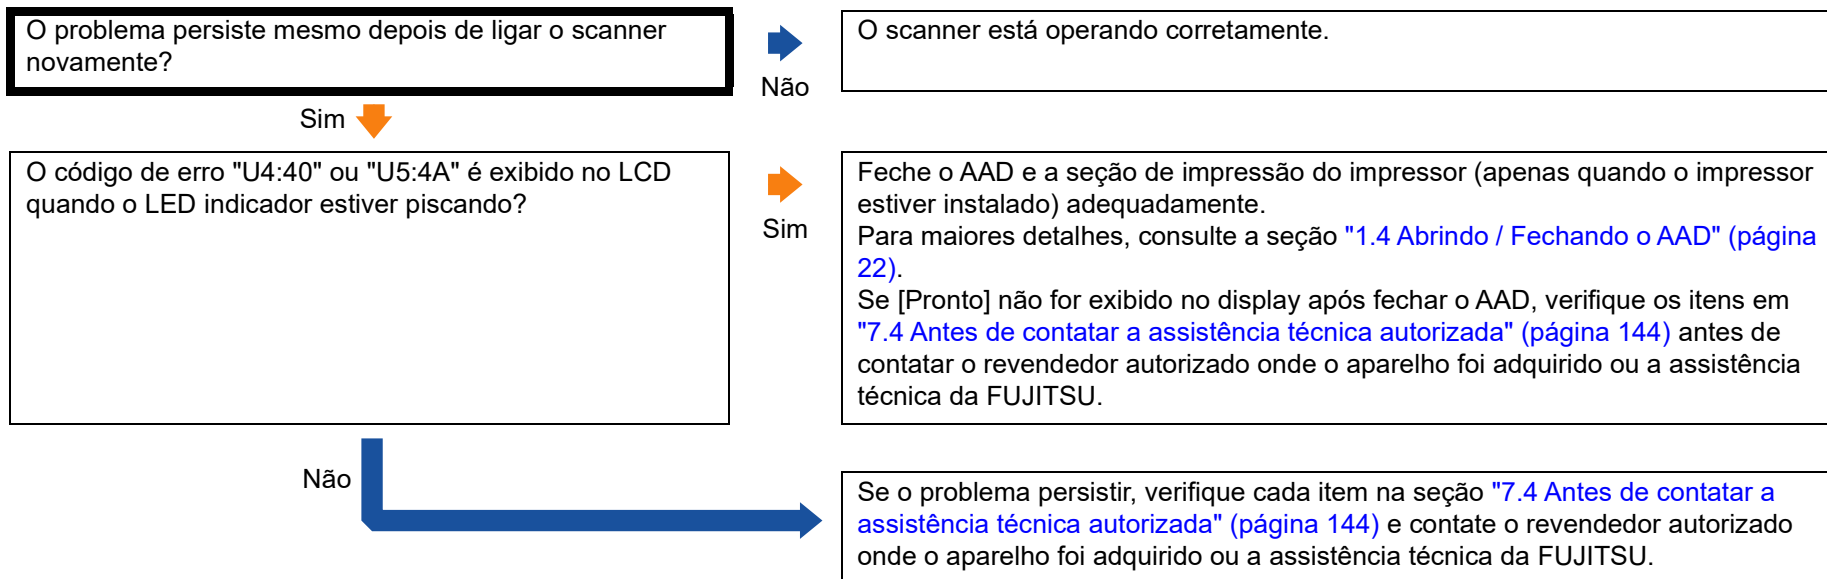 O problema persiste mesmo depois de ligar o scanner
novamente?
Não
O scanner está operando corretamente.
Sim
O código de erro "U4:40" ou "U5:4A" é exibido no LCD
quando o LED indicador estiver piscando?
Sim
Feche o AAD e a seção de impressão do impressor (apenas quando o impressor
estiver instalado) adequadamente.
Para maiores detalhes, consulte a seção "1.4 Abrindo / Fechando o AAD" (página
22).
Se [Pronto] não for exibido no display após fechar o AAD, verifique os itens em
"7.4 Antes de contatar a assistência técnica autorizada" (página 144) antes de
contatar o revendedor autorizado onde o aparelho foi adquirido ou a assistência
técnica da FUJITSU.
Não
Se o problema persistir, verifique cada item na seção "7.4 Antes de contatar a
assistência técnica autorizada" (página 144) e contate o revendedor autorizado
onde o aparelho foi adquirido ou a assistência técnica da FUJITSU.